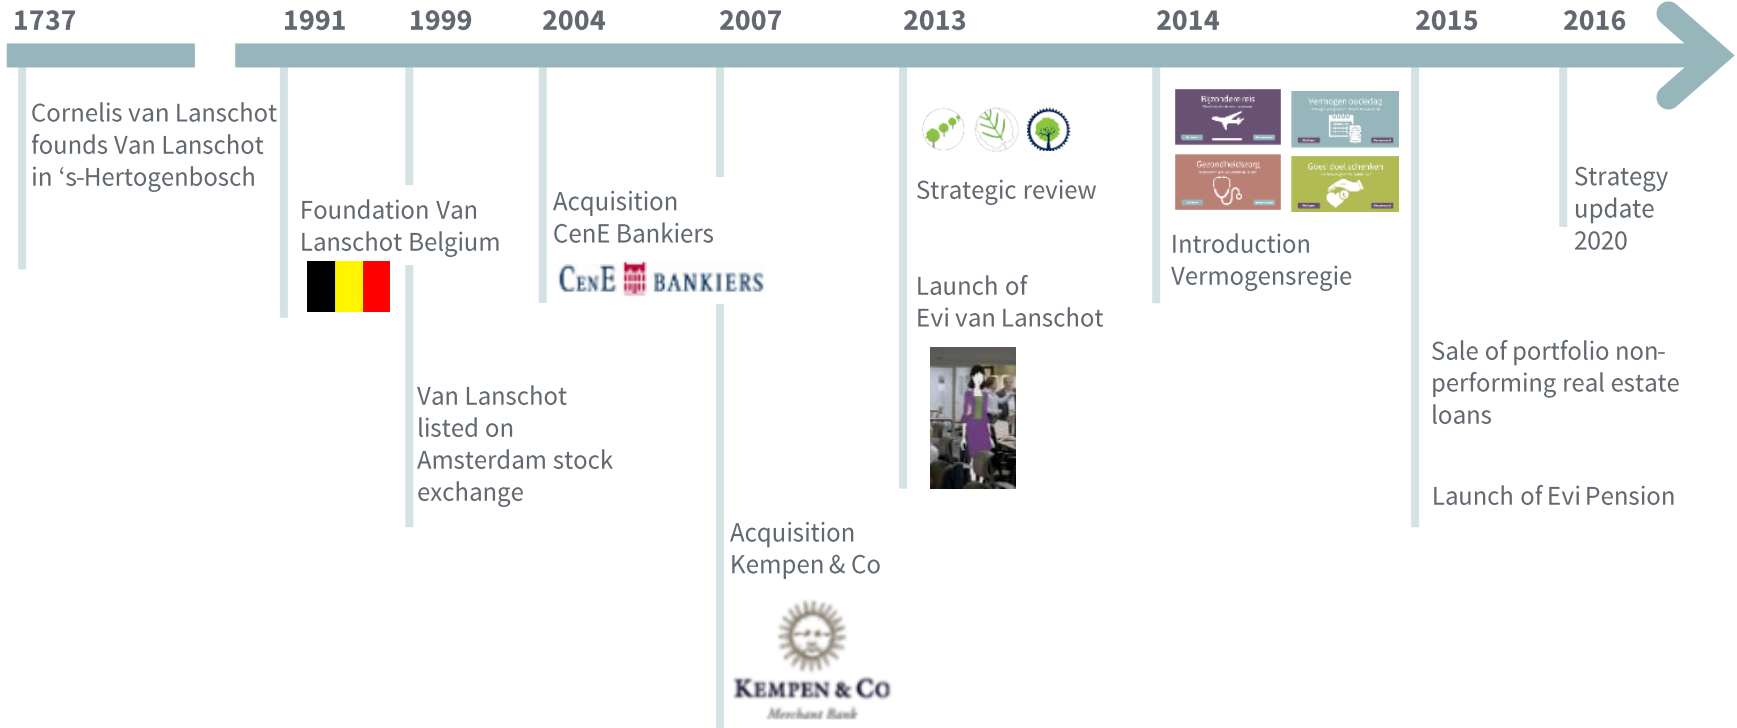 1737
1991
1999
2004
2007
2013
2014
2015
2016
Cornelis van Lanschot
founds Van Lanschot
in ‘s-Hertogenbosch
Foundation Van
Lanschot Belgium
Van Lanschot
listed on
Amsterdam stock
exchange
Acquisition
CenE Bankiers
CENE BANKIERS
Acquisition
Kempen & Co
KEMPEN & CO
Merchant Bank
Strategic review
Launch of
Evi van Lanschot
Bijzondere reis
Vermogen oudedag
Gezondheidszorg
Goed doel schenken
Introduction
Vermogensregie
Sale of portfolio non-
performing real estate
loans
Launch of Evi Pension
Strategy
update
2020